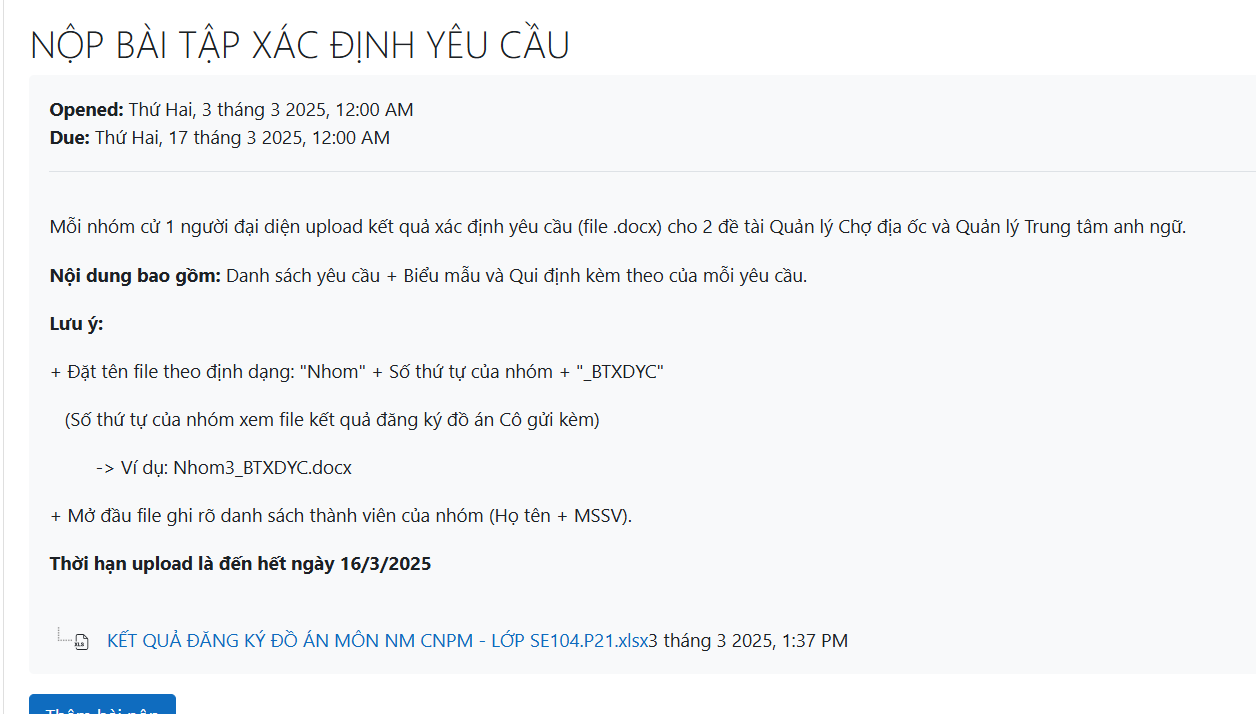 NỘP BÀI TẬP XÁC ĐỊNH YÊU CẦU
Opened: Thứ Hai, 3 tháng 3 2025, 12:00 AM
Due: Thứ Hai, 17 tháng 3 2025, 12:00 AM
Mỗi nhóm cử 1 người đại diện upload kết quả xác định yêu cầu (file .docx) cho 2 đề tài Quản lý Chợ địa ốc và Quản lý Trung tâm anh ngữ.
Nội dung bao gồm: Danh sách yêu cầu + Biểu mẫu và Qui định kèm theo của mỗi yêu cầu.
Lưu ý:
+ Đặt tên file theo định dạng: "Nhom" + Số thứ tự của nhóm + "_BTXDYC"
(Số thứ tự của nhóm xem file kết quả đăng ký đồ án Cô gửi kèm)
-> Ví dụ: Nhom3_BTXDYC.docx
+ Mở đầu file ghi rõ danh sách thành viên của nhóm (Họ tên + MSSV).
Thời hạn upload là đến hết ngày 16/3/2025
KẾT QUẢ ĐĂNG KÝ ĐỒ ÁN MÔN NM CNPM - LỚP SE104.P21.xlsx3 tháng 3 2025, 1:37 PM
Thêm bài nộp